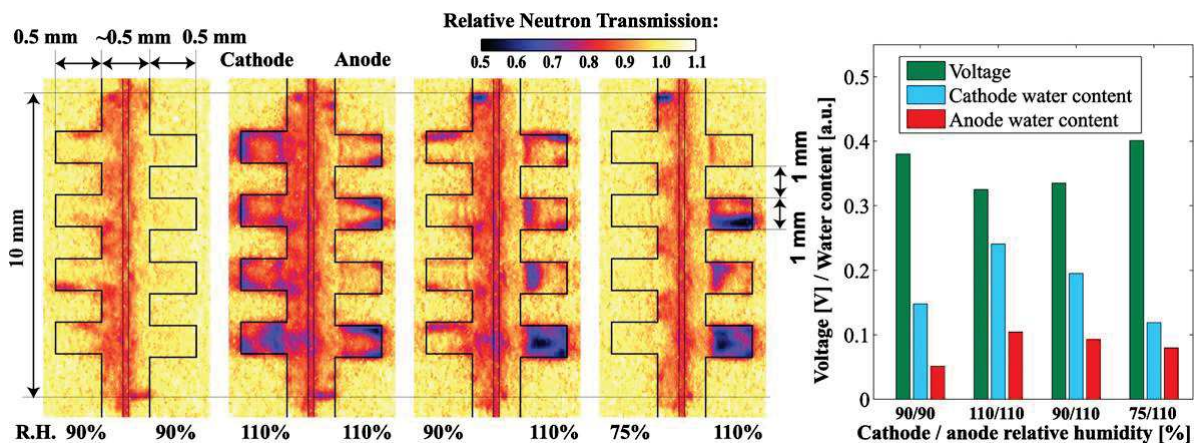 Relative Neutron Transmission:
0.5 0.6 0.7 0.8 0.9 1.0 1.1
0.5 mm ~0.5 mm 0.5 mm
Cathode Anode
10 mm
1 mm
1 mm
R.H. 90% 90% 110% 110% 90% 110% 75% 110%
Voltage [V] / Water content [a.u.]
0.5
0.4
0.3
0.2
0.1
0
Voltage
Cathode water content
Anode water content
90/90 110/110 90/110 75/110
Cathode / anode relative humidity [%]